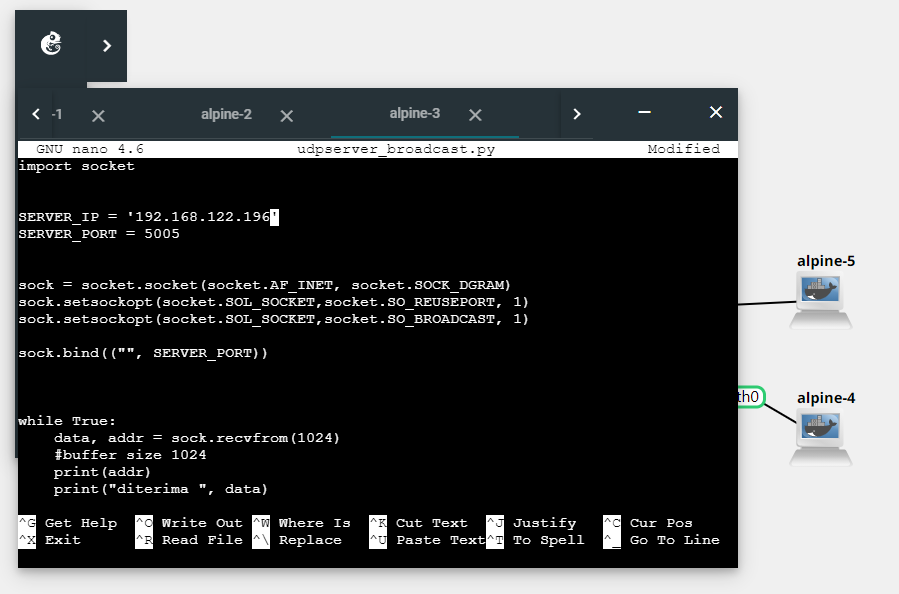 -1 alpine-2 alpine-3
GNU nano 4.6 udpserver_broadcast.py Modified
import socket
SERVER_IP = '192.168.122.196'
SERVER_PORT = 5005
sock = socket.socket(socket.AF_INET, socket.SOCK_DGRAM)
sock.setsockopt(socket.SOL_SOCKET,socket.SO_REUSEPORT, 1)
sock.setsockopt(socket.SOL_SOCKET,socket.SO_BROADCAST, 1)
sock.bind(("", SERVER_PORT))
while True:
    data, addr = sock.recvfrom(1024)
    #buffer size 1024
    print(addr)
    print("diterima ", data)
^G Get Help ^O Write Out ^W Where Is ^K Cut Text ^J Justify ^C Cur Pos
^X Exit ^R Read File ^\ Replace ^U Paste Text ^T To Spell ^_ Go To Line
alpine-5
th0
alpine-4